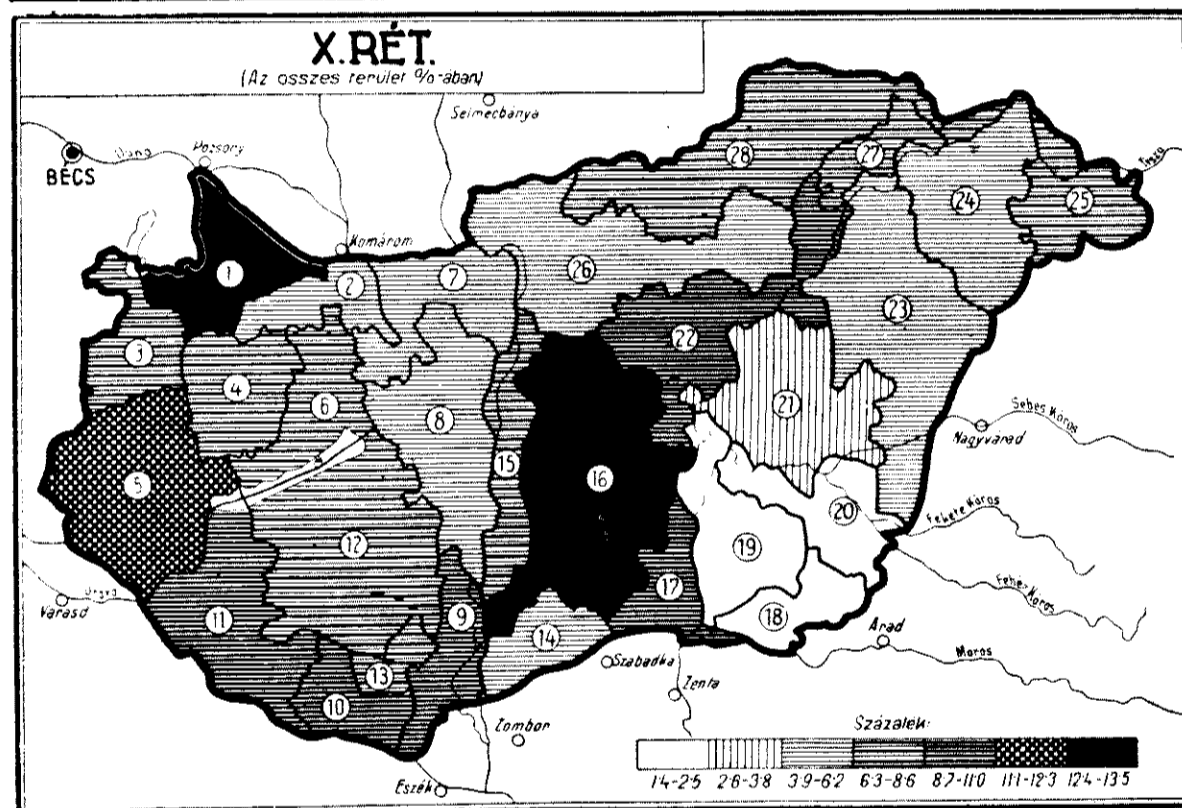 X. RÉT.
(Az összes terület %-ában)
Selmecbánya
Pozsony
Duna
BÉCS
Komárom
Tisza
28
27
24
25
1
2
7
26
3
23
22
4
6
8
21
Sebes Körös
Nagyvárad
15
5
16
20
Fekete Körös
12
19
Fehér Körös
Dráva
Varasd
11
9
17
18
14
Arad
Maros
13
Szabadka
10
Zenta
Zombor
Eszék
Százalék:
1·4-2·5 2·6-3·8 3·9-6·2 6·3-8·6 8·7-11·0 11·1-12·3 12·4-13·5